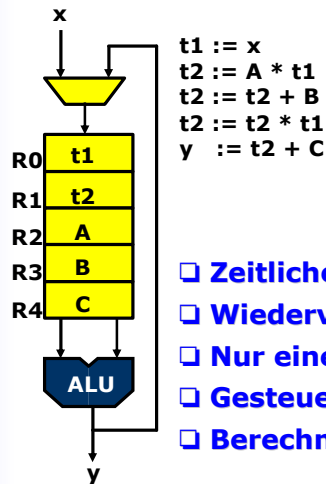 x
t1 := x
t2 := A * t1
t2 := t2 + B
t2 := t2 * t1
y := t2 + C
R0 t1
R1 t2
R2 A
R3 B
R4 C
❑ Zeitliche
❑ Wiederv
❑ Nur eine
❑ Gesteue
❑ Berechn
ALU
y